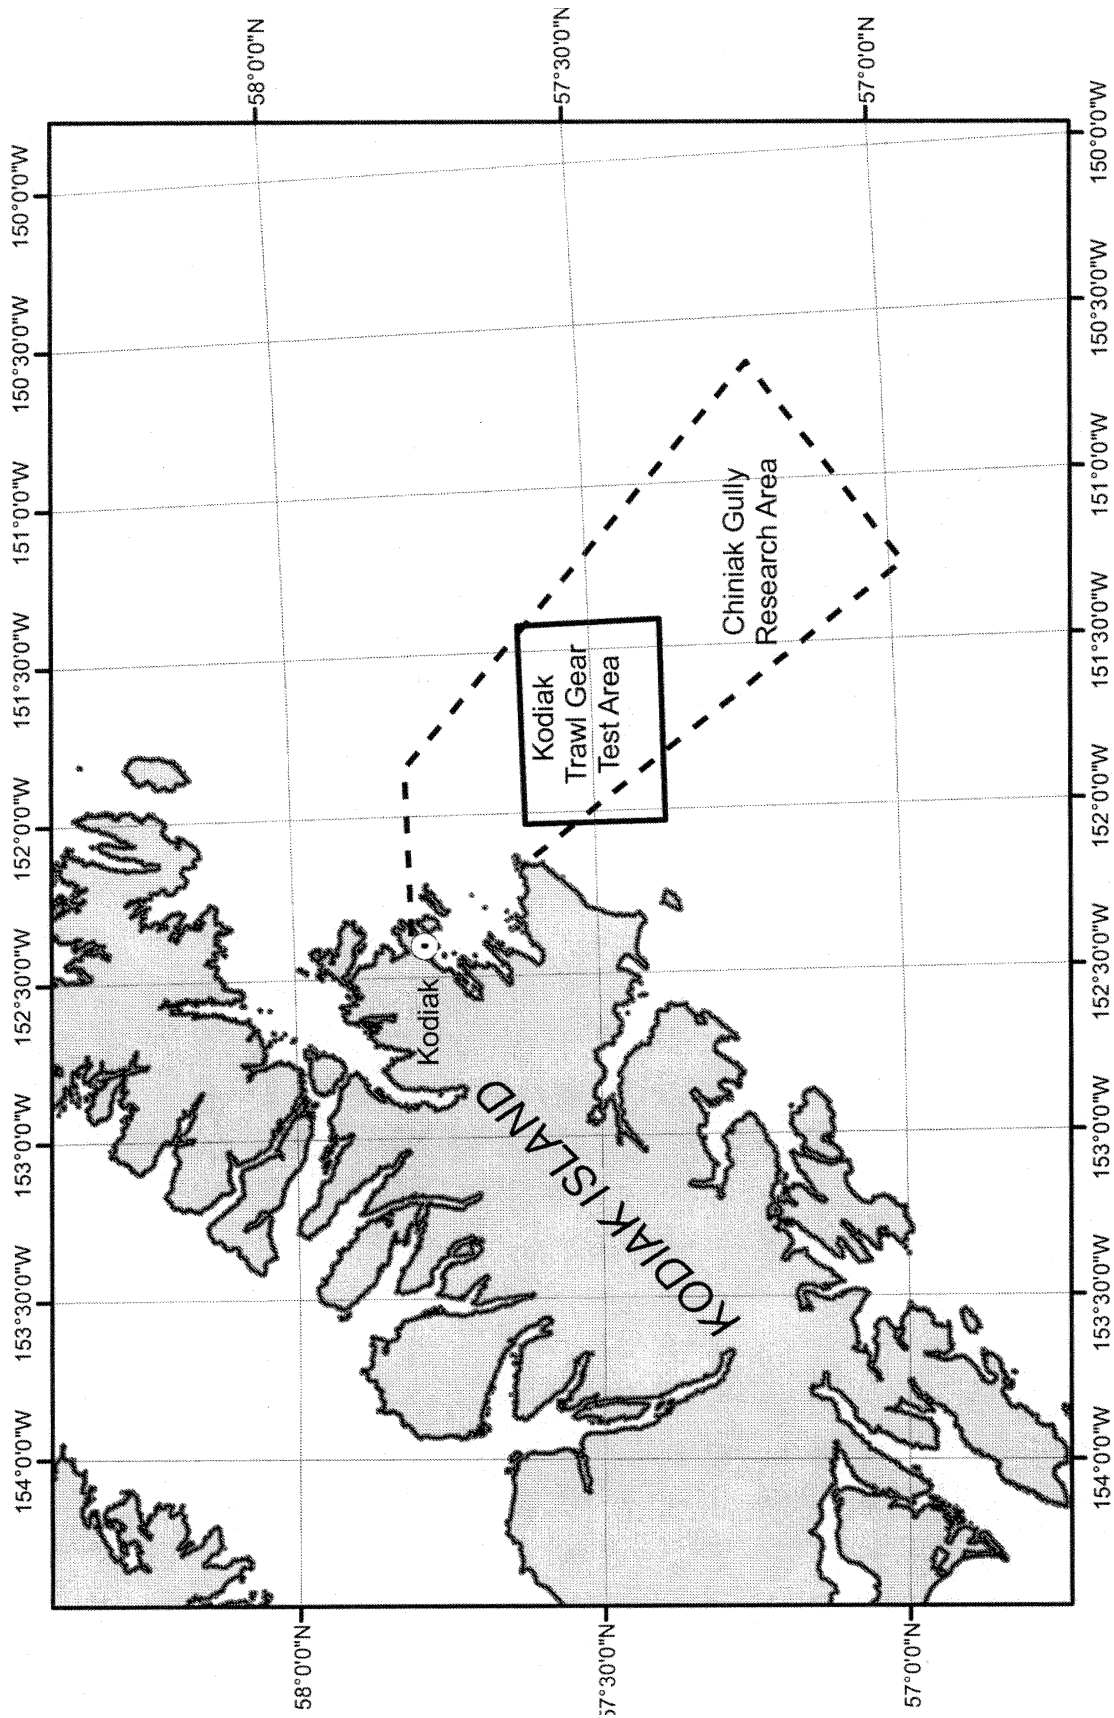 154°0'0"W 153°30'0"W 153°0'0"W 152°30'0"W 152°0'0"W 151°30'0"W 151°0'0"W 150°30'0"W 150°0'0"W
58°0'0"N
58°0'0"N
Kodiak
KODIAK ISLAND
Kodiak
Trawl Gear
Test Area
57°30'0"N
57°30'0"N
Chiniak Gully
Research Area
57°0'0"N
57°0'0"N
154°0'0"W 153°30'0"W 153°0'0"W 152°30'0"W 152°0'0"W 151°30'0"W 151°0'0"W 150°30'0"W 150°0'0"W